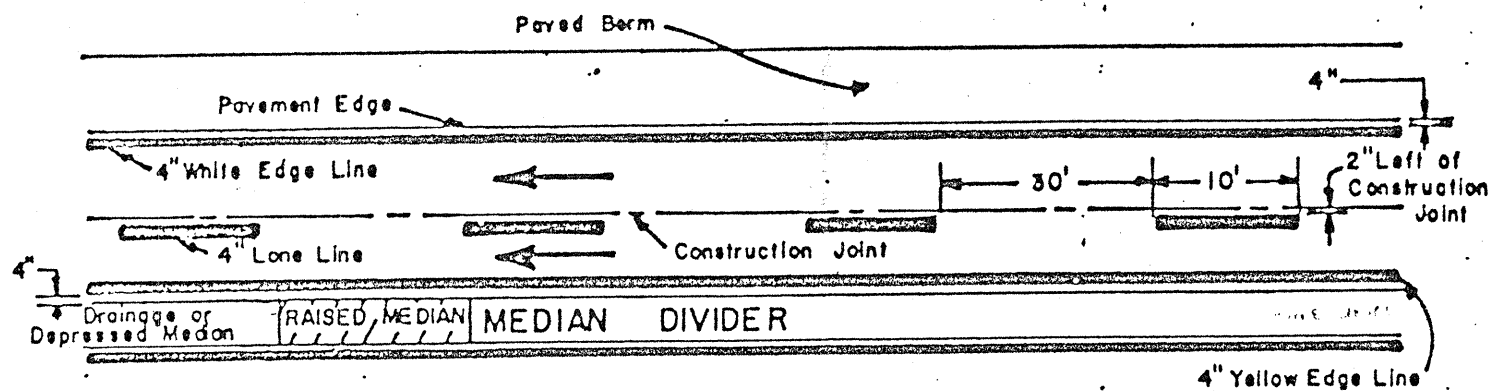 Paved Berm
4"
Pavement Edge
4" White Edge Line
30'
10'
2" Left of
Construction
Joint
4" Lane Line
Construction Joint
4"
Drainage or
Depressed Median
RAISED MEDIAN
MEDIAN DIVIDER
4" Yellow Edge Line